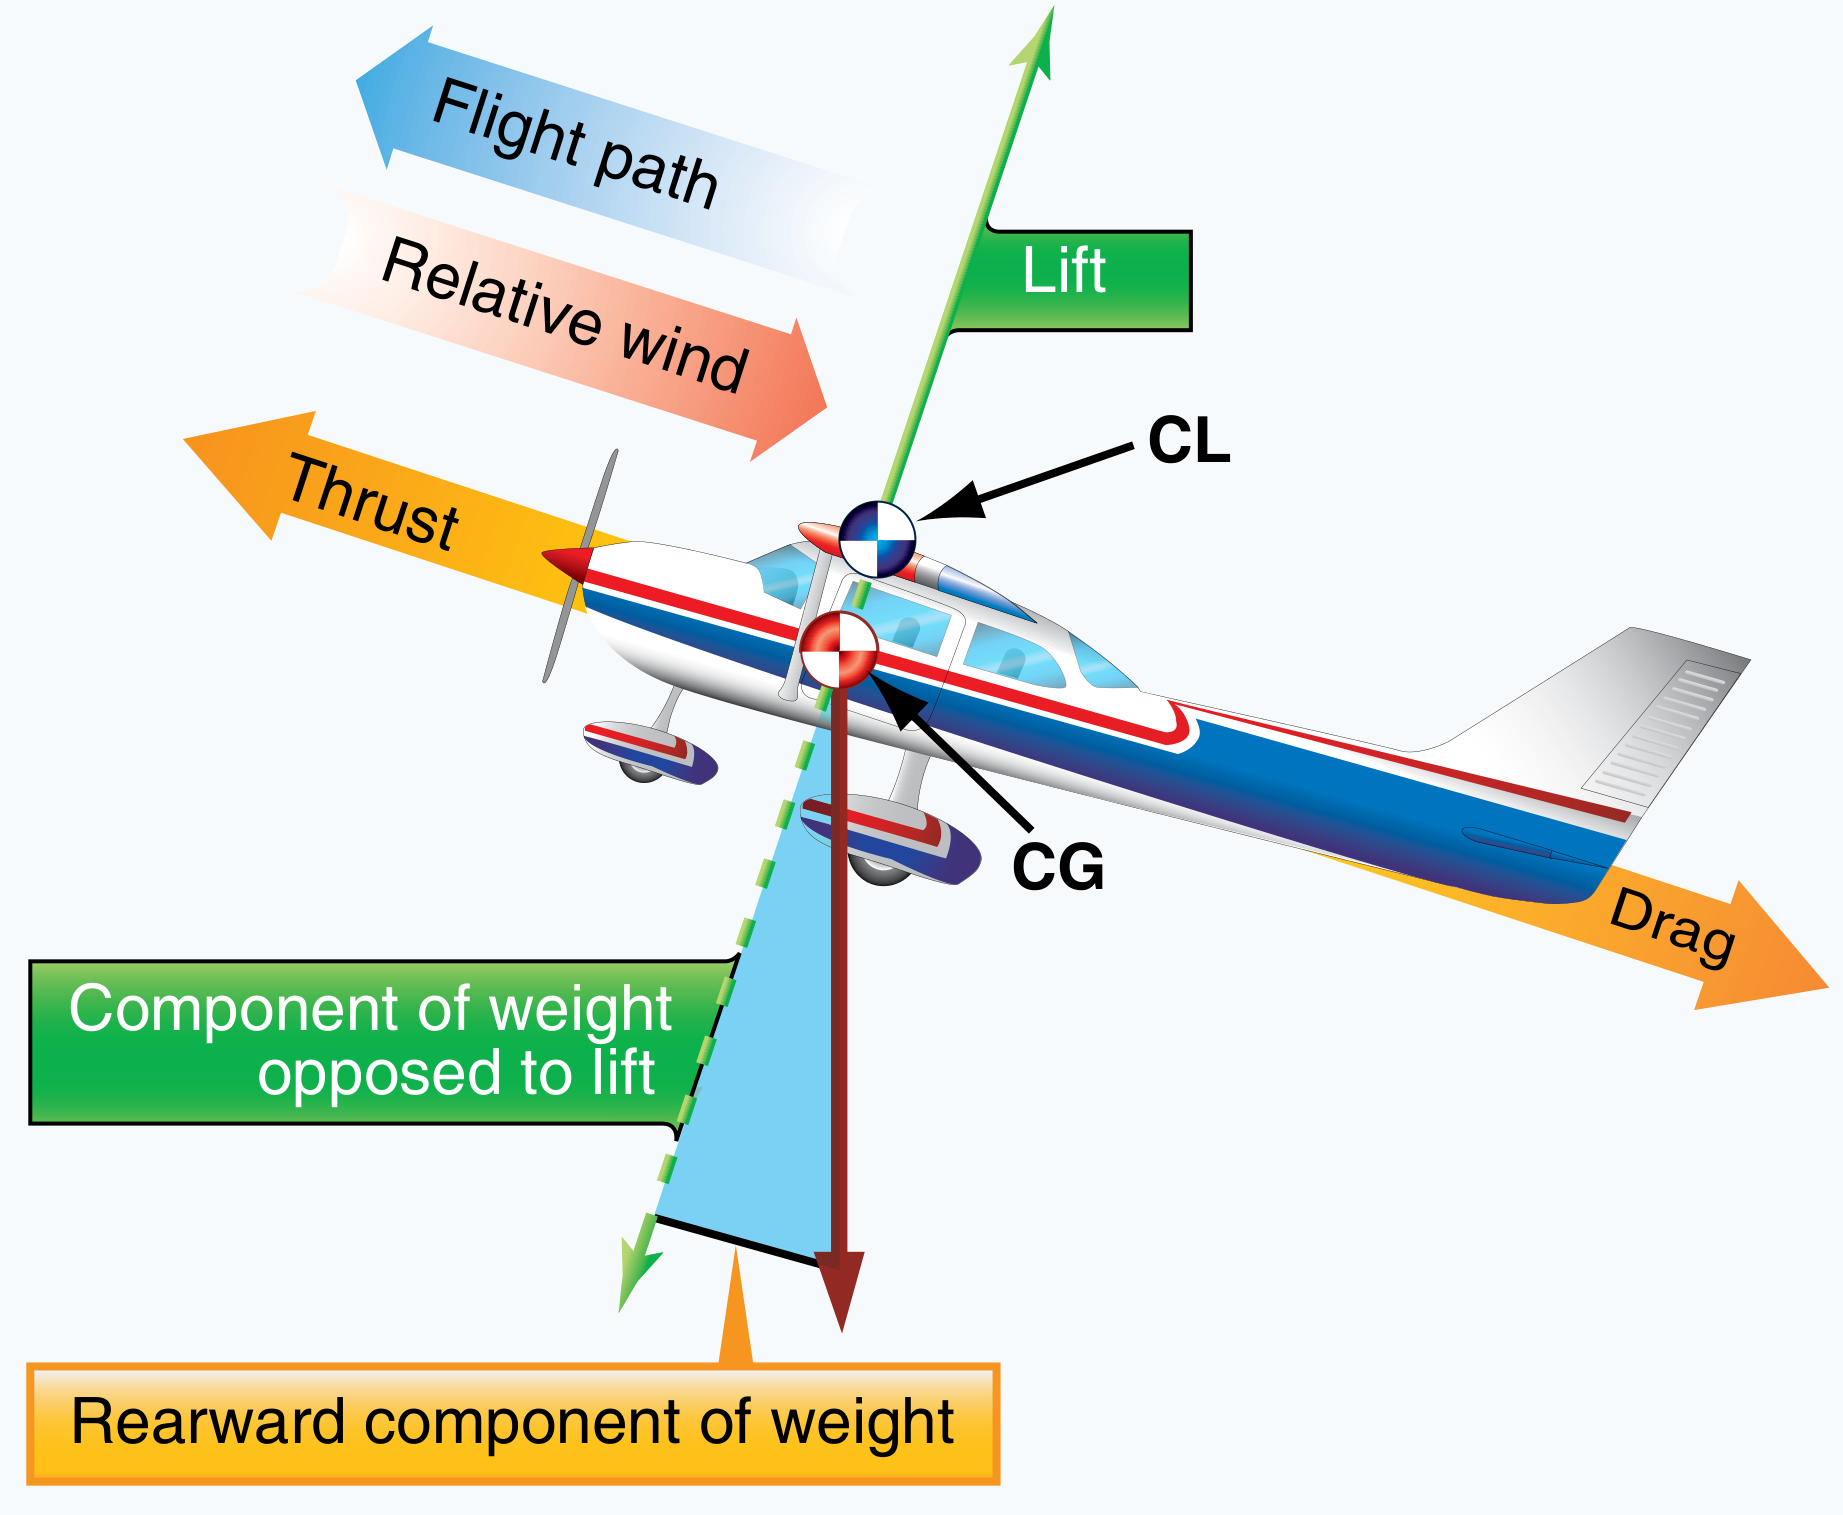 Flight path
Relative wind
Lift
Thrust
CL
CG
Drag
Component of weight
opposed to lift
Rearward component of weight